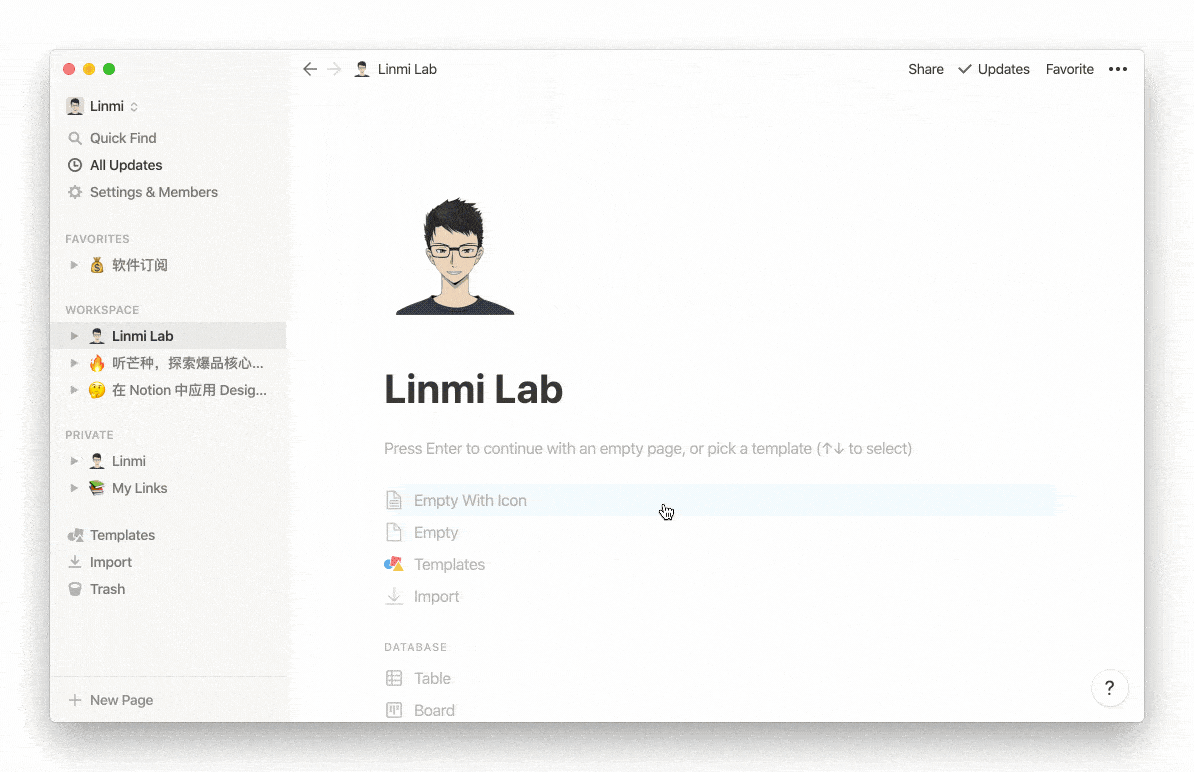 Linmi Lab
Share
Updates
Favorite
Linmi
Quick Find
All Updates
Settings & Members
FAVORITES
软件订阅
WORKSPACE
Linmi Lab
听芒种，探索爆品核心...
在 Notion 中应用 Desig...
PRIVATE
Linmi
My Links
Templates
Import
Trash
New Page
Linmi Lab
Press Enter to continue with an empty page, or pick a template (↑↓ to select)
Empty With Icon
Empty
Templates
Import
DATABASE
Table
Board
?